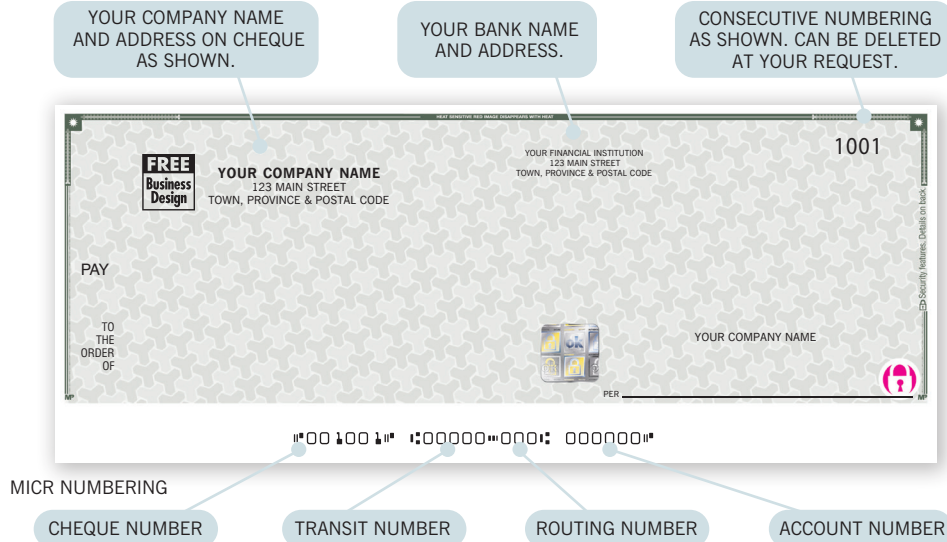 YOUR COMPANY NAME
AND ADDRESS ON CHEQUE
AS SHOWN.
YOUR BANK NAME
AND ADDRESS.
CONSECUTIVE NUMBERING
AS SHOWN. CAN BE DELETED
AT YOUR REQUEST.
HEAT SENSITIVE RED IMAGE DISAPPEARS WITH HEAT
FREE
Business
Design
YOUR COMPANY NAME
123 MAIN STREET
TOWN, PROVINCE & POSTAL CODE
YOUR FINANCIAL INSTITUTION
123 MAIN STREET
TOWN, PROVINCE & POSTAL CODE
1001
Security features. Details on back.
PAY
TO
THE
ORDER
OF
ok
YOUR COMPANY NAME
PER
MP
MP
⑈001001⑈ ⑆00000⑉000⑆ 000000⑈
MICR NUMBERING
CHEQUE NUMBER
TRANSIT NUMBER
ROUTING NUMBER
ACCOUNT NUMBER